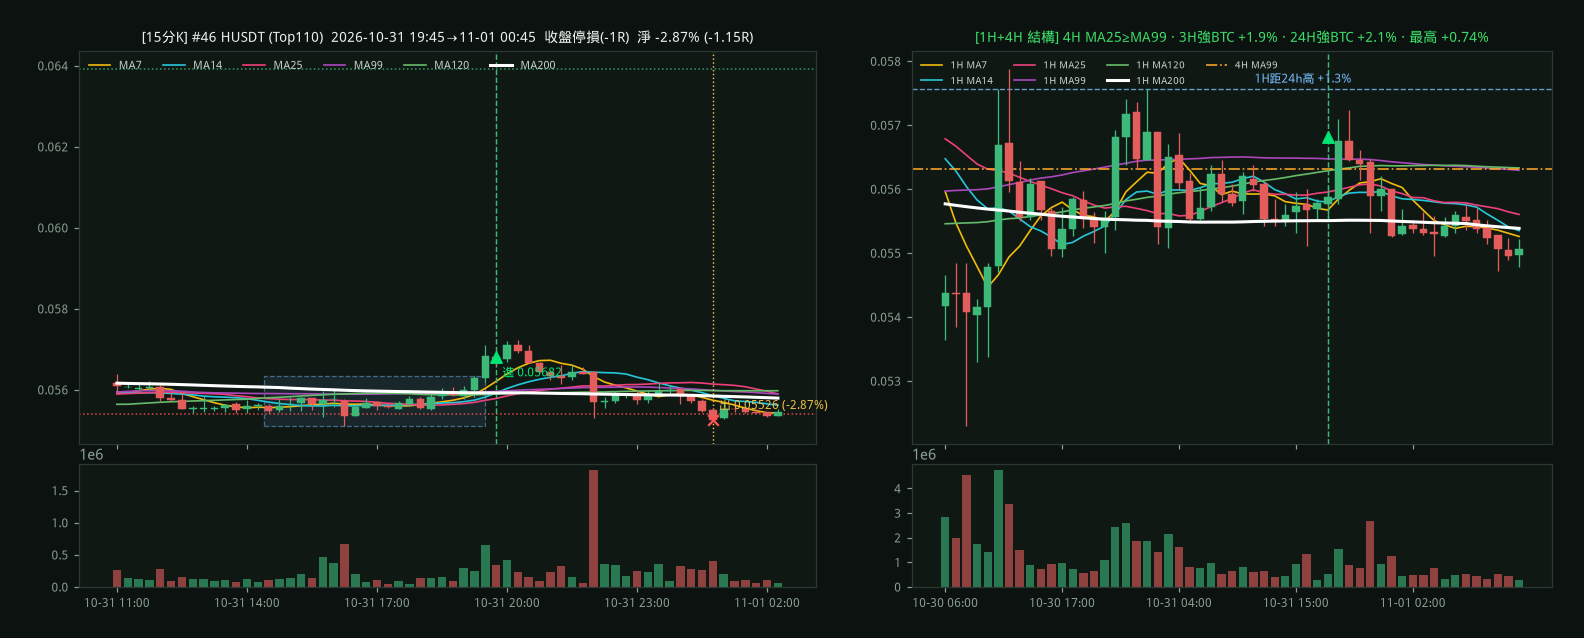 [15分K] #46 HUSDT (Top110)  2026-10-31 19:45→11-01 00:45  收盤停損(-1R)  淨 -2.87% (-1.15R)
MA7
MA14
MA25
MA99
MA120
MA200
0.064
0.062
0.060
0.058
0.056
進 0.05682
出 0.05526 (-2.87%)
1e6
1.5
1.0
0.5
0.0
10-31 11:00
10-31 14:00
10-31 17:00
10-31 20:00
10-31 23:00
11-01 02:00
[1H+4H 結構] 4H MA25≥MA99 · 3H強BTC +1.9% · 24H強BTC +2.1% · 最高 +0.74%
1H MA7
1H MA14
1H MA25
1H MA99
1H MA120
1H MA200
4H MA99
1H距24h高 +1.3%
0.058
0.057
0.056
0.055
0.054
0.053
1e6
4
3
2
1
0
10-30 06:00
10-30 17:00
10-31 04:00
10-31 15:00
11-01 02:00